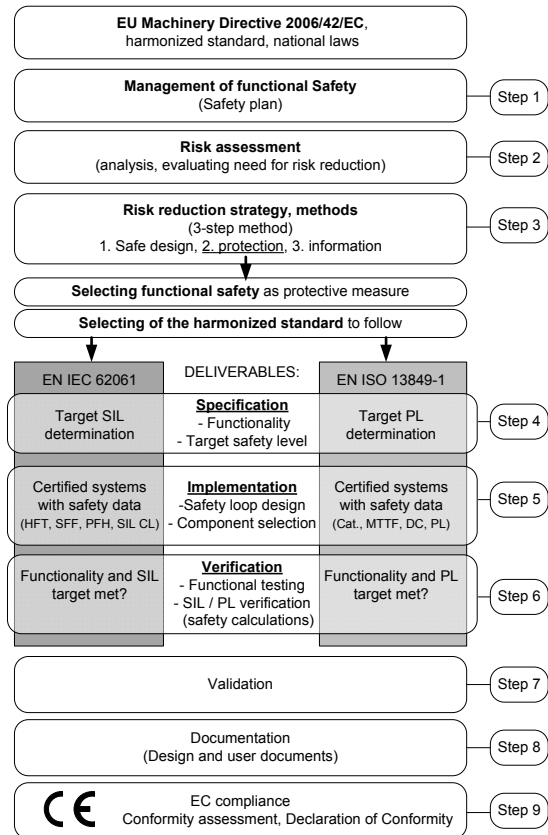 EU Machinery Directive 2006/42/EC,
harmonized standard, national laws
Management of functional Safety
(Safety plan)
Step 1
Risk assessment
(analysis, evaluating need for risk reduction)
Step 2
Risk reduction strategy, methods
(3-step method)
1. Safe design, 2. protection, 3. information
Step 3
Selecting functional safety as protective measure
Selecting of the harmonized standard to follow
EN IEC 62061
DELIVERABLES:
EN ISO 13849-1
Target SIL
determination
Specification
- Functionality
- Target safety level
Target PL
determination
Step 4
Certified systems
with safety data
(HFT, SFF, PFH, SIL CL)
Implementation
-Safety loop design
- Component selection
Certified systems
with safety data
(Cat., MTTF, DC, PL)
Step 5
Functionality and SIL
target met?
Verification
- Functional testing
- SIL / PL verification
(safety calculations)
Functionality and PL
target met?
Step 6
Validation
Step 7
Documentation
(Design and user documents)
Step 8
CE
EC compliance
Conformity assessment, Declaration of Conformity
Step 9